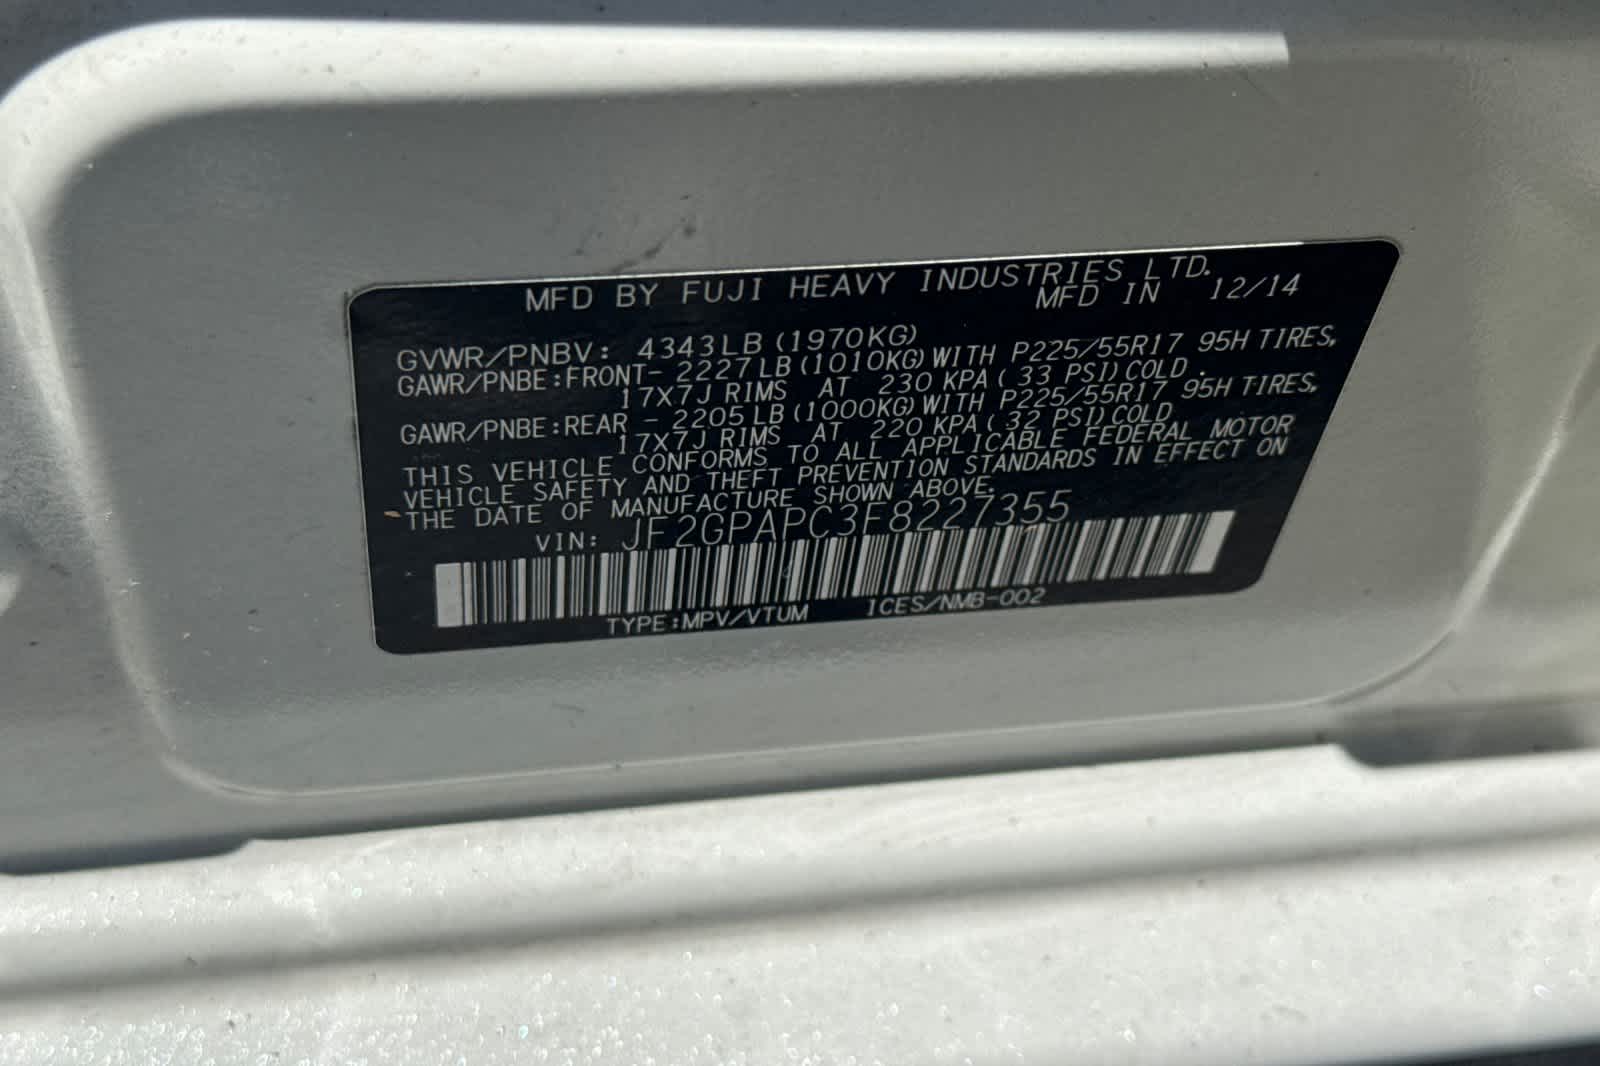 MFD BY FUJI HEAVY INDUSTRIES LTD.
MFD IN 12/14
GVWR/PNBV: 4343LB (1970KG)
GAWR/PNBE:FRONT- 2227LB (1010KG)WITH P225/55R17 95H TIRES,
17X7J RIMS AT 230 KPA( 33 PSI)COLD.
GAWR/PNBE:REAR - 2205LB (1000KG)WITH P225/55R17 95H TIRES,
17X7J RIMS AT 220 KPA( 32 PSI)COLD
THIS VEHICLE CONFORMS TO ALL APPLICABLE FEDERAL MOTOR
VEHICLE SAFETY AND THEFT PREVENTION STANDARDS IN EFFECT ON
THE DATE OF MANUFACTURE SHOWN ABOVE.
VIN: JF2GPAPC3F8227355
TYPE:MPV/VTUM ICES/NMB-002